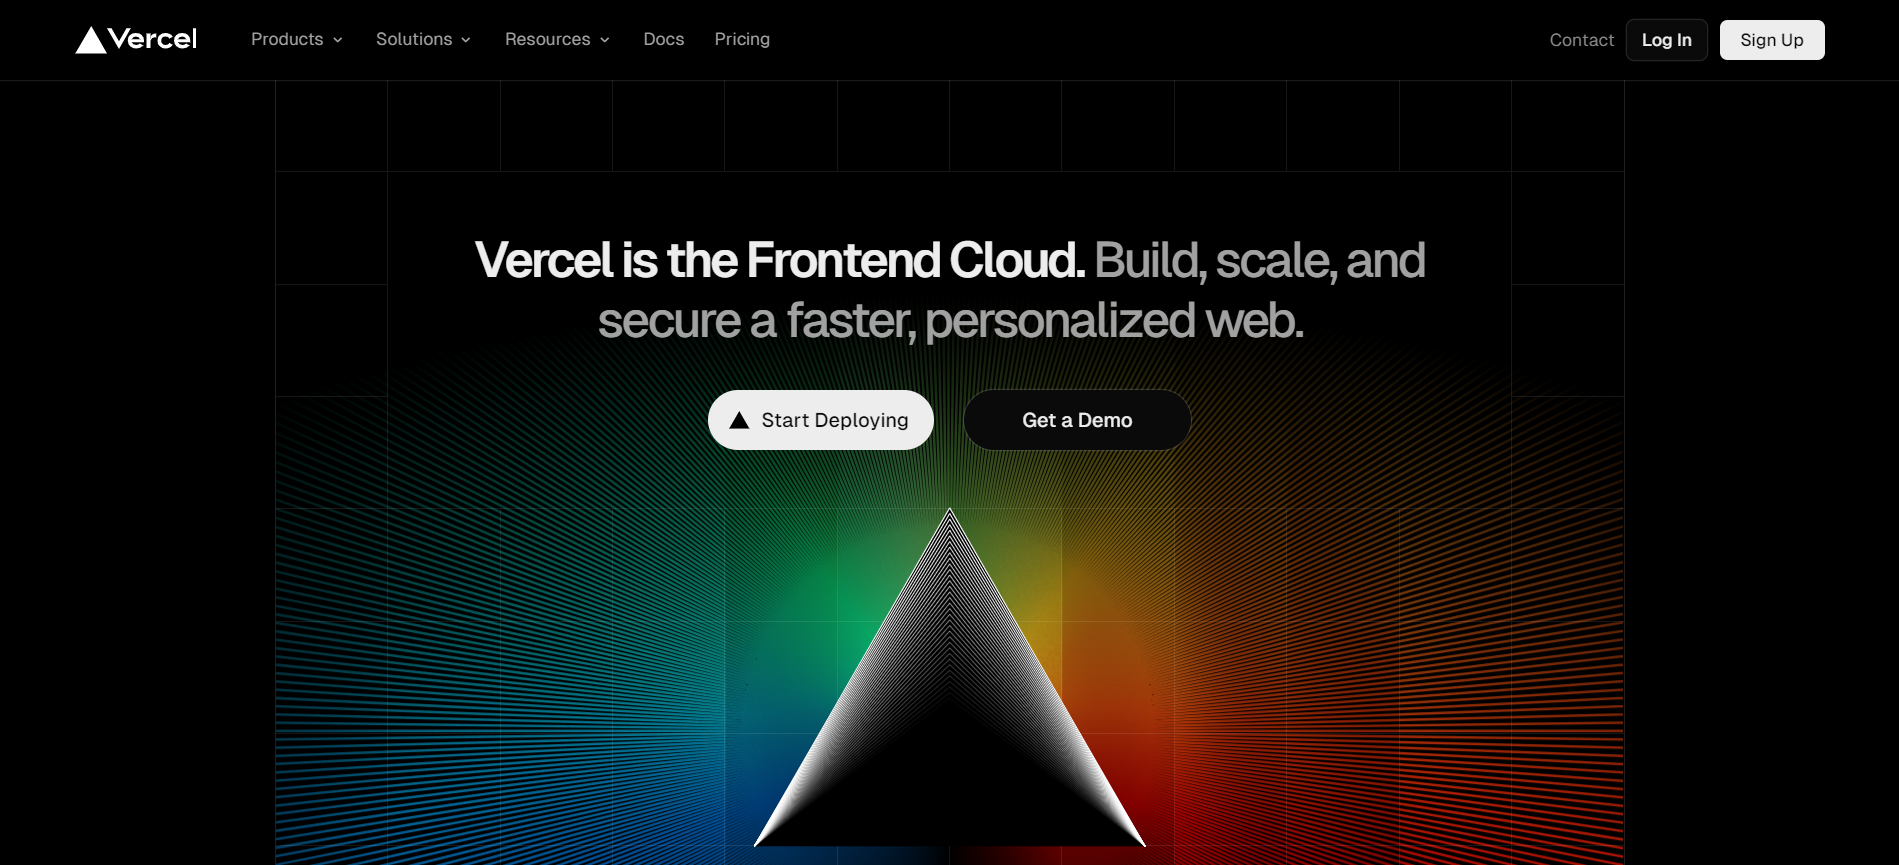 Vercel
Products
Solutions
Resources
Docs
Pricing
Contact
Log In
Sign Up
Vercel is the Frontend Cloud. Build, scale, and
secure a faster, personalized web.
Start Deploying
Get a Demo